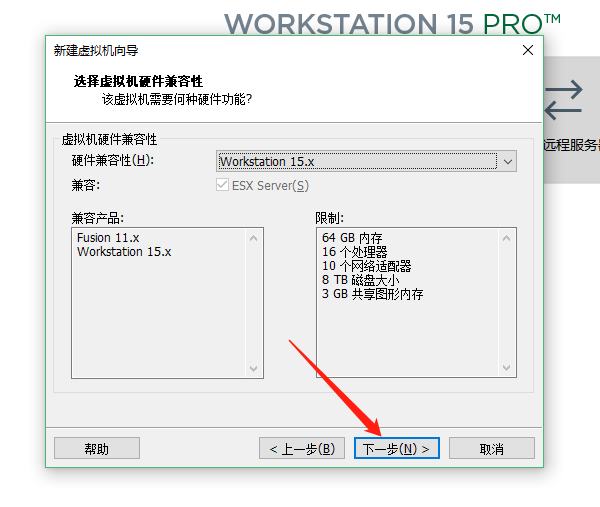 WORKSTATION 15 PRO™
新建虚拟机向导
选择虚拟机硬件兼容性
该虚拟机需要何种硬件功能?
虚拟机硬件兼容性
硬件兼容性(H): Workstation 15.x
兼容: ESX Server(S)
兼容产品:
Fusion 11.x
Workstation 15.x
限制:
64 GB 内存
16 个处理器
10 个网络适配器
8 TB 磁盘大小
3 GB 共享图形内存
远程服务
帮助 < 上一步(B) 下一步(N) > 取消